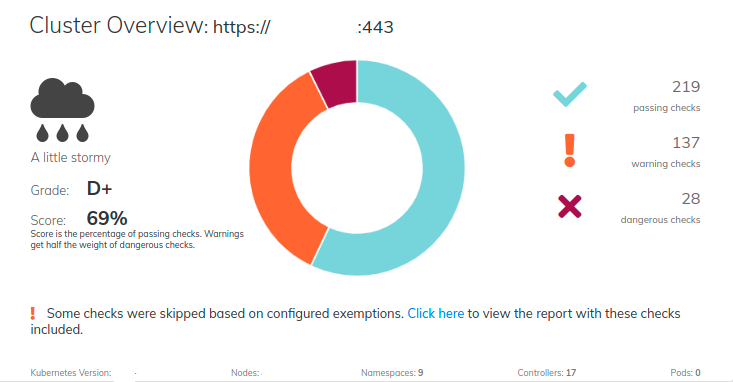 Cluster Overview: https:// :443
A little stormy
Grade: D+
Score: 69%
Score is the percentage of passing checks. Warnings
get half the weight of dangerous checks.
219
passing checks
137
warning checks
28
dangerous checks
Some checks were skipped based on configured exemptions. Click here to view the report with these checks
included.
Kubernetes Version: Nodes: Namespaces: 9 Controllers: 17 Pods: 0